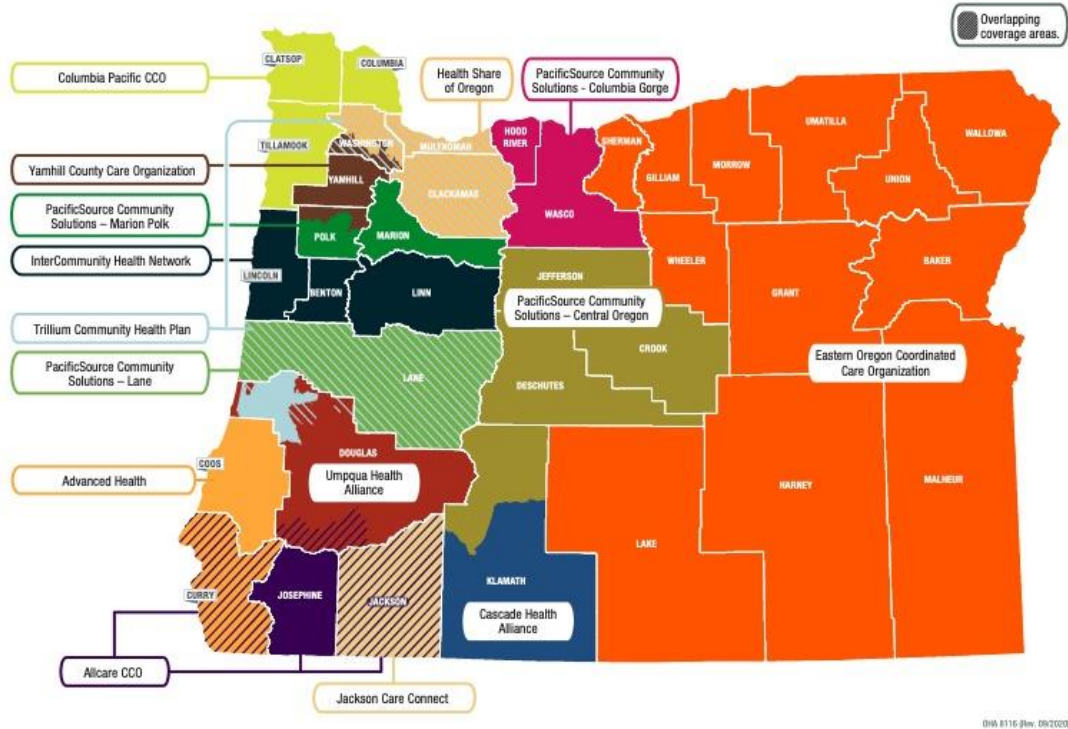 Overlapping
coverage areas.
CLATSOP
COLUMBIA
Columbia Pacific CCO
Health Share
of Oregon
PacificSource Community
Solutions - Columbia Gorge
TILLAMOOK
WASHINGTON
MULTNOMAH
HOOD
RIVER
SHERMAN
UMATILLA
WALLOWA
GILLIAM
MORROW
UNION
Yamhill County Care Organization
YAMHILL
CLACKAMAS
WASCO
PacificSource Community
Solutions – Marion Polk
POLK
MARION
InterCommunity Health Network
LINCOLN
BENTON
LINN
JEFFERSON
WHEELER
GRANT
BAKER
PacificSource Community
Solutions – Central Oregon
Trillium Community Health Plan
PacificSource Community
Solutions – Lane
LANE
CROOK
DESCHUTES
Eastern Oregon Coordinated
Care Organization
COOS
DOUGLAS
Advanced Health
Umpqua Health
Alliance
HARNEY
MALHEUR
LAKE
CURRY
JOSEPHINE
JACKSON
KLAMATH
Cascade Health
Alliance
Allcare CCO
Jackson Care Connect
OHA 8116 (Rev. 09/2020)